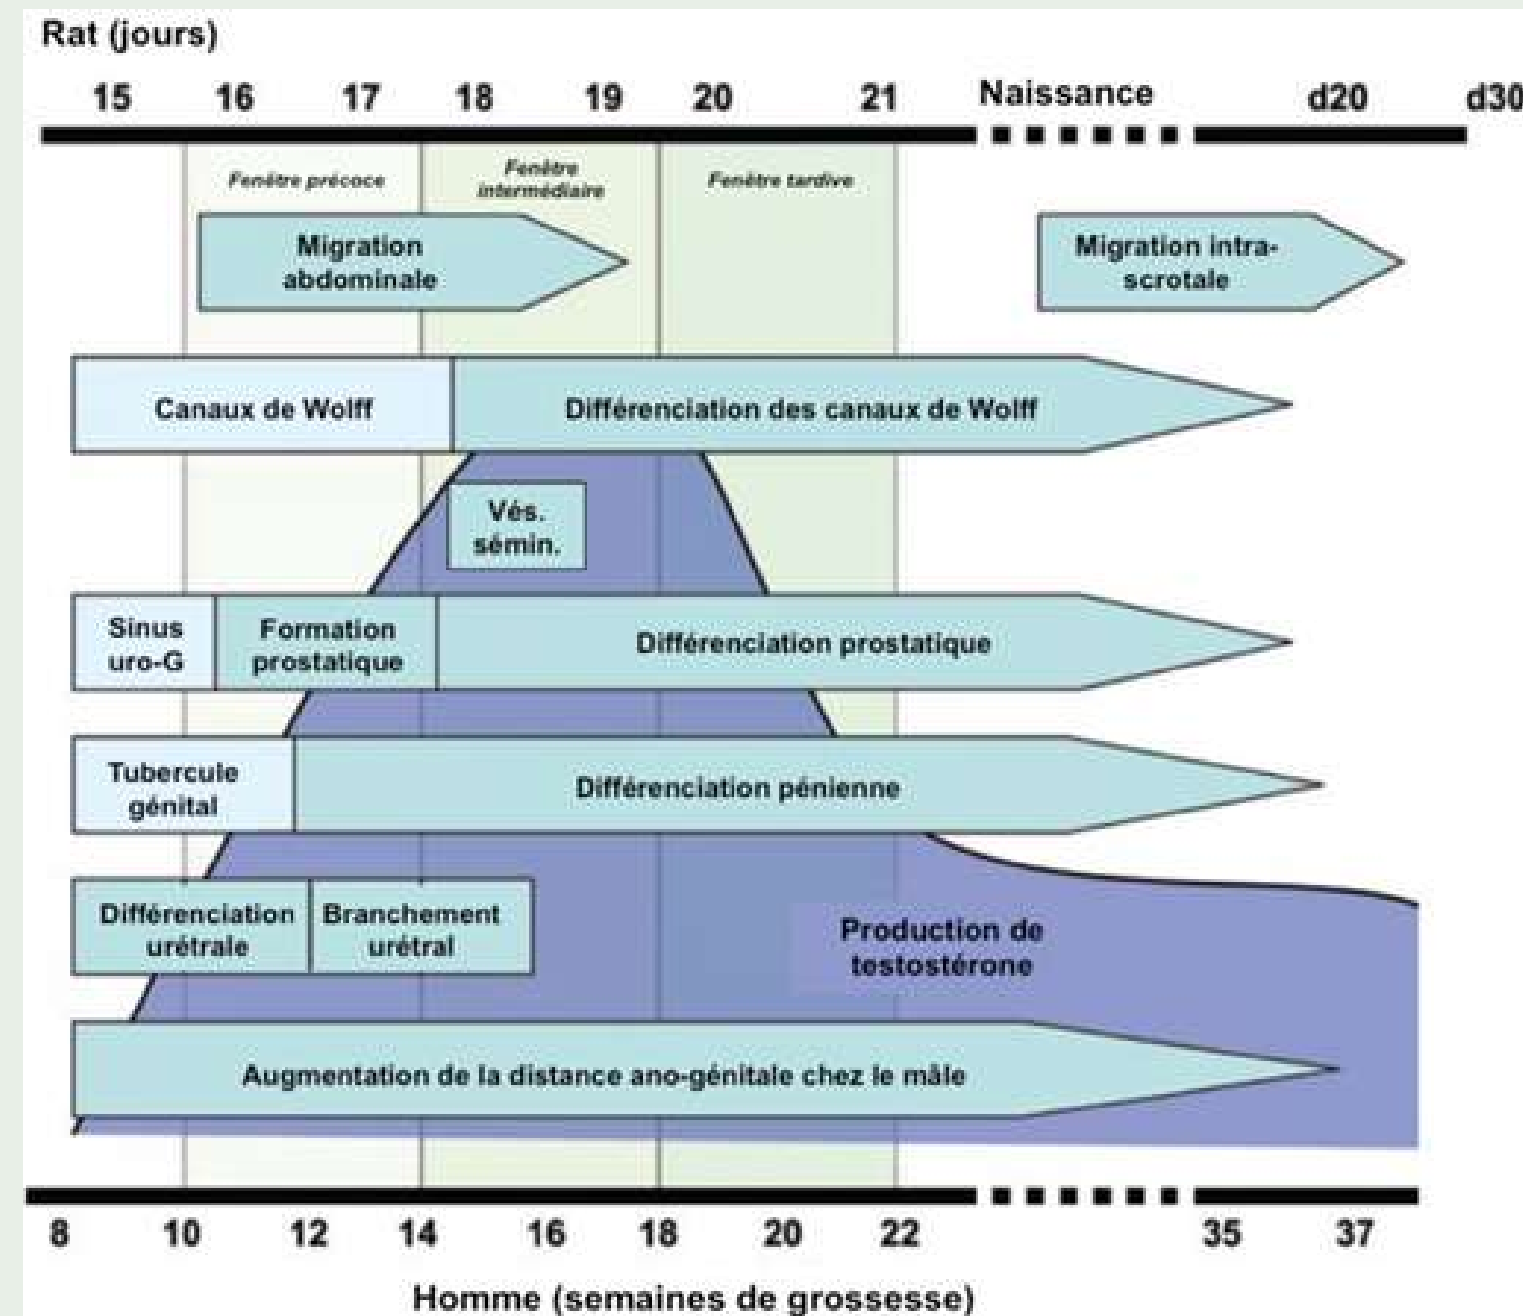 Rat (jours)
15 16 17 18 19 20 21 Naissance d20 d30
Fenêtre précoce
Fenêtre
intermédiaire
Fenêtre tardive
Migration
abdominale
Migration intra-
scrotale
Canaux de Wolff
Différenciation des canaux de Wolff
Vés.
sémin.
Sinus
uro-G
Formation
prostatique
Différenciation prostatique
Tubercule
génital
Différenciation pénienne
Différenciation
urétrale
Branchement
urétral
Production de
testostérone
Augmentation de la distance ano-génitale chez le mâle
8 10 12 14 16 18 20 22 35 37
Homme (semaines de grossesse)